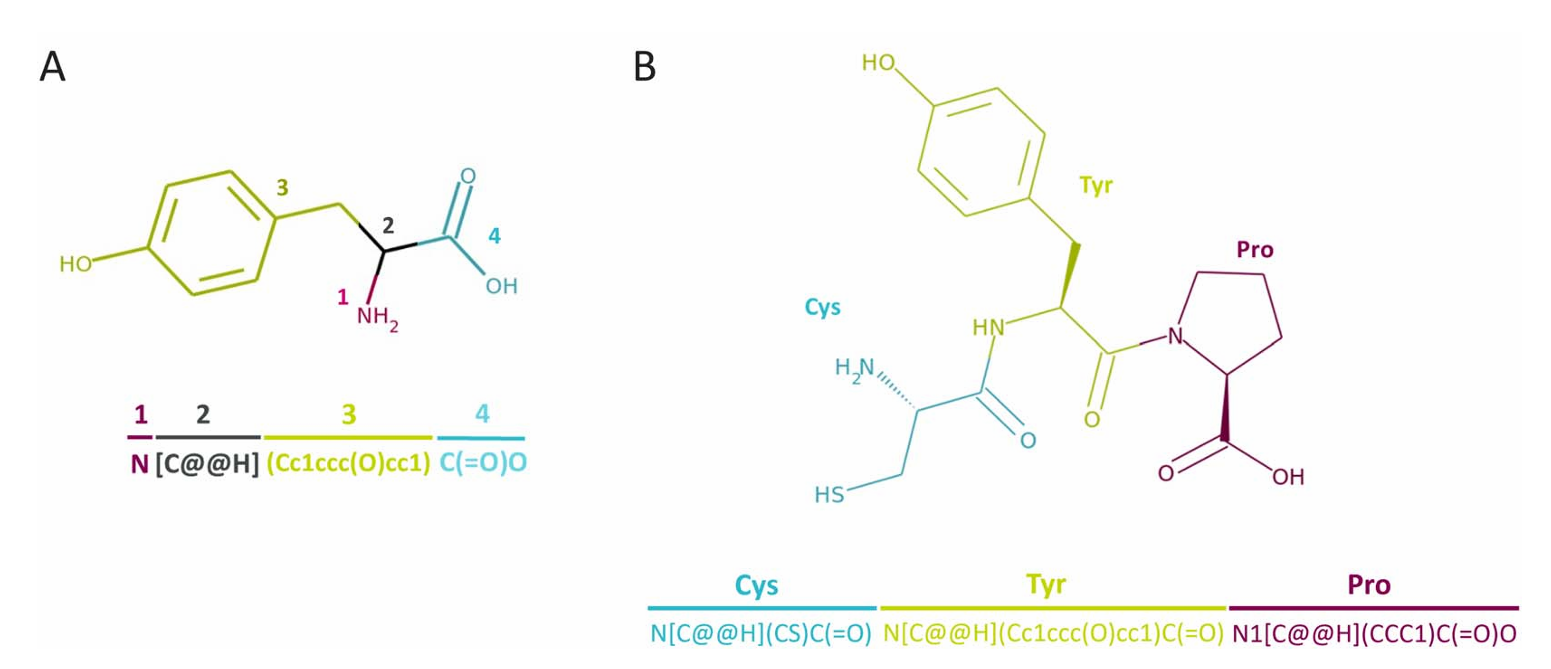 A
B
HO
3
2
O
4
OH
1
NH2
1 2 3 4
N [C@@H] (Cc1ccc(O)cc1) C(=O)O
HO
Tyr
Pro
Cys
HN
N
H2N
O
O
HS
O
OH
Cys Tyr Pro
N[C@@H](CS)C(=O) N[C@@H](Cc1ccc(O)cc1)C(=O) N1[C@@H](CCC1)C(=O)O